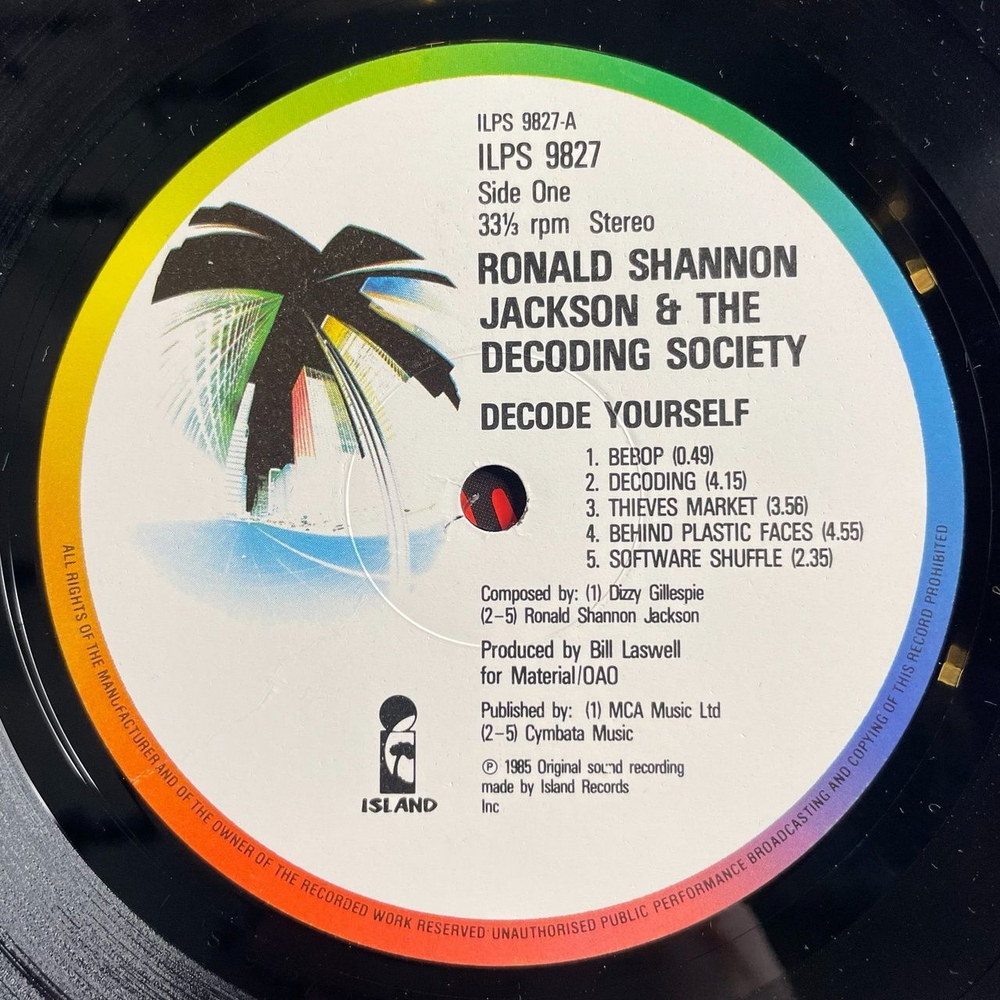 ILPS 9827-A
ILPS 9827
Side One
33⅓ rpm Stereo
RONALD SHANNON
JACKSON & THE
DECODING SOCIETY
DECODE YOURSELF
1. BEBOP (0.49)
2. DECODING (4.15)
3. THIEVES MARKET (3.56)
4. BEHIND PLASTIC FACES (4.55)
5. SOFTWARE SHUFFLE (2.35)
Composed by: (1) Dizzy Gillespie
(2-5) Ronald Shannon Jackson
Produced by Bill Laswell
for Material/OAO
Published by: (1) MCA Music Ltd
(2-5) Cymbata Music
℗ 1985 Original sound recording
made by Island Records
Inc
ISLAND
ALL RIGHTS OF THE MANUFACTURER AND OF THE OWNER OF THE RECORDED WORK RESERVED·UNAUTHORISED PUBLIC PERFORMANCE BROADCASTING AND COPYING OF THIS RECORD PROHIBITED